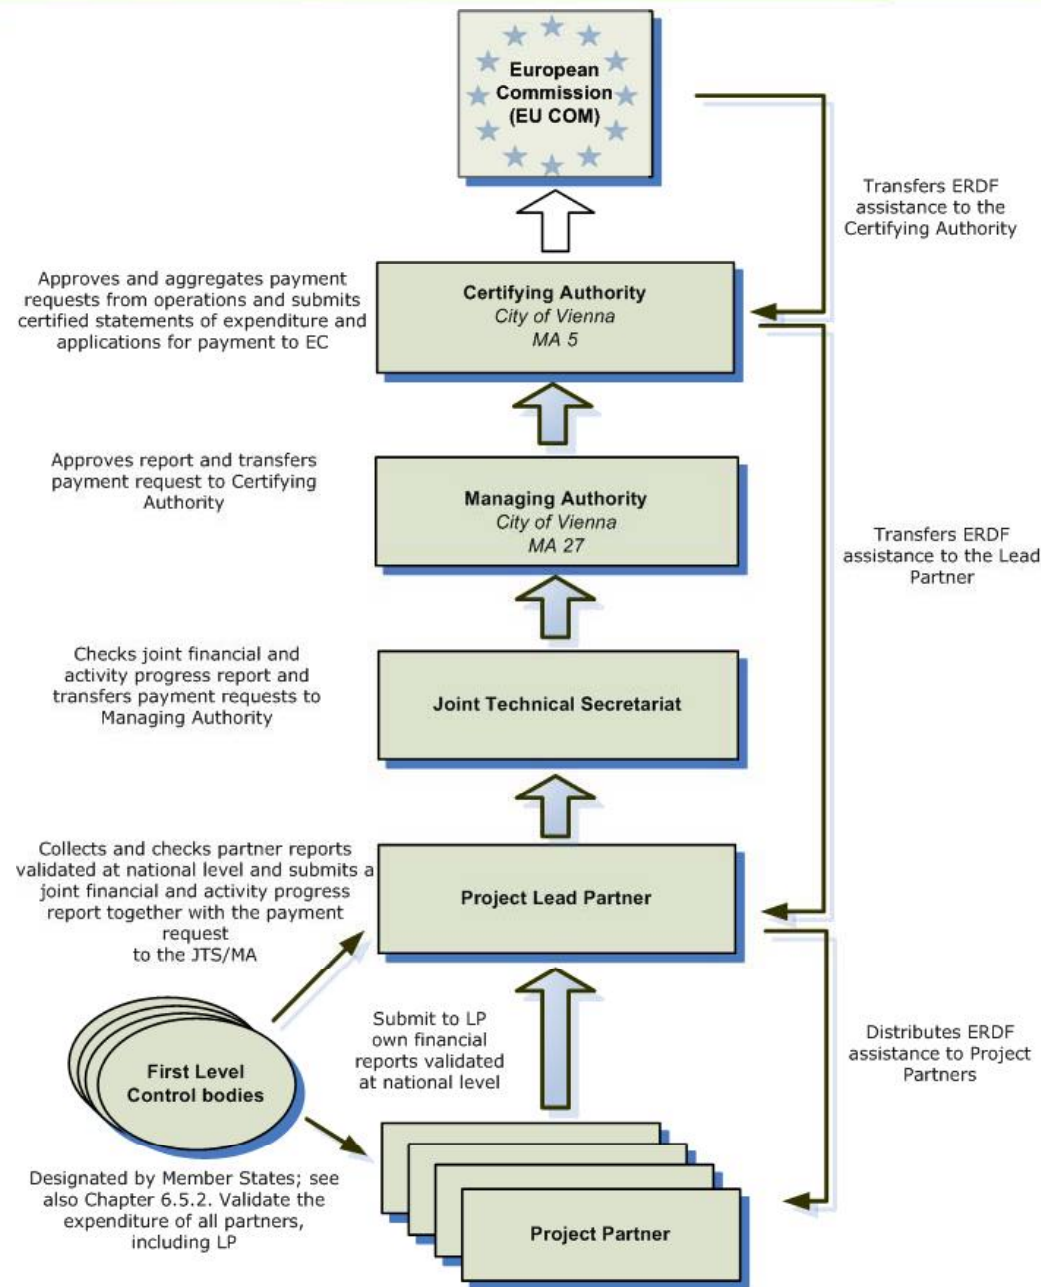 European
Commission
(EU COM)
Transfers ERDF
assistance to the
Certifying Authority
Approves and aggregates payment
requests from operations and submits
certified statements of expenditure and
applications for payment to EC
Certifying Authority
City of Vienna
MA 5
Approves report and transfers
payment request to Certifying
Authority
Managing Authority
City of Vienna
MA 27
Transfers ERDF
assistance to the Lead
Partner
Checks joint financial and
activity progress report and
transfers payment requests to
Managing Authority
Joint Technical Secretariat
Collects and checks partner reports
validated at national level and submits a
joint financial and activity progress
report together with the payment
request
to the JTS/MA
Project Lead Partner
First Level
Control bodies
Submit to LP
own financial
reports validated
at national level
Distributes ERDF
assistance to Project
Partners
Designated by Member States; see
also Chapter 6.5.2. Validate the
expenditure of all partners,
including LP
Project Partner